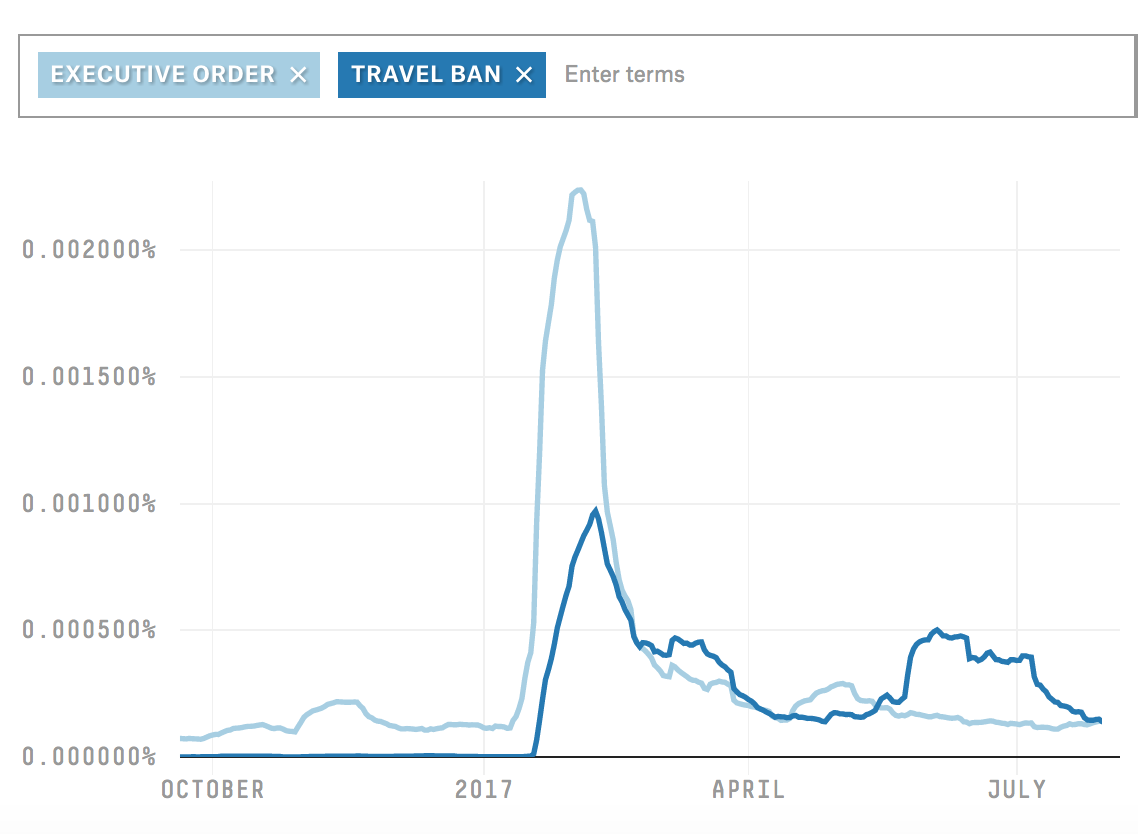 EXECUTIVE ORDER × TRAVEL BAN × Enter terms
0.002000%
0.001500%
0.001000%
0.000500%
0.000000%
OCTOBER 2017 APRIL JULY